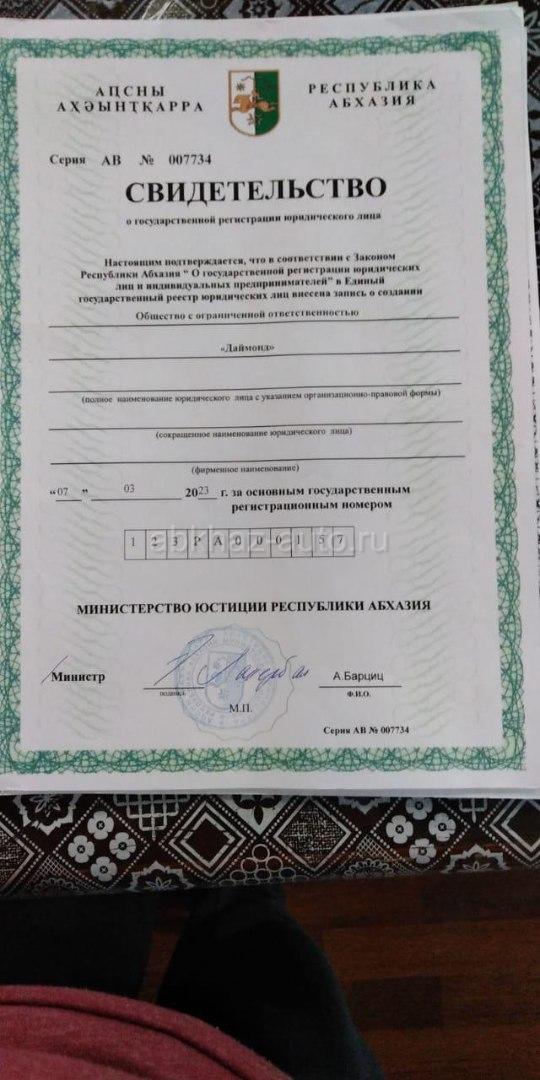 АԤСНЫ
АҲӘЫНҬҚАРРА
РЕСПУБЛИКА
АБХАЗИЯ
Серия АВ № 007734
СВИДЕТЕЛЬСТВО
о государственной регистрации юридического лица
Настоящим подтверждается, что в соответствии с Законом
Республики Абхазия “ О государственной регистрации юридических
лиц и индивидуальных предпринимателей” в Единый
государственный реестр юридических лиц внесена запись о создании
Общество с ограниченной ответственностью
«Даймонд»
(полное наименование юридического лица с указанием организационно-правовой формы)
(сокращенное наименование юридического лица)
(фирменное наименование)
“07 ” 03 2023 г. за основным государственным
регистрационным номером
1 2 3 Р А 0 0 0 1 5 7
abkhaz-auto.ru
МИНИСТЕРСТВО ЮСТИЦИИ РЕСПУБЛИКИ АБХАЗИЯ
Министр
А.Барциц
подпись
Ф.И.О.
М.П.
Серия АВ № 007734